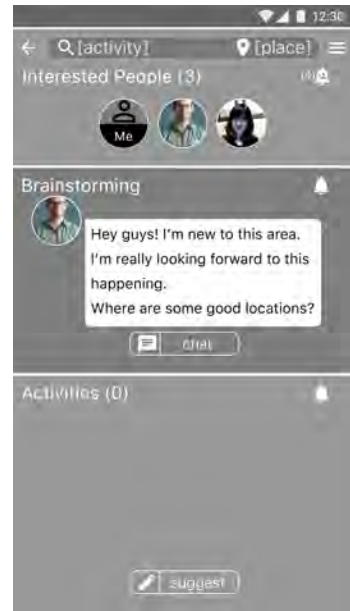 12:30
[activity] [place]
Interested People (3)
Me
Brainstorming
Hey guys! I'm new to this area.
I'm really looking forward to this
happening.
Where are some good locations?
chat
Activities (0)
suggest